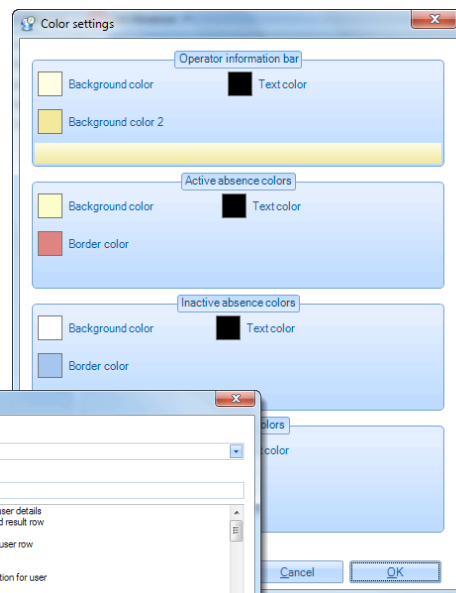 Color settings
Operator information bar
Background color Text color
Background color 2
Active absence colors
Background color Text color
Border color
Inactive absence colors
Background color Text color
Border color
colors
color
user details
d result row
user row
tion for user
Cancel OK